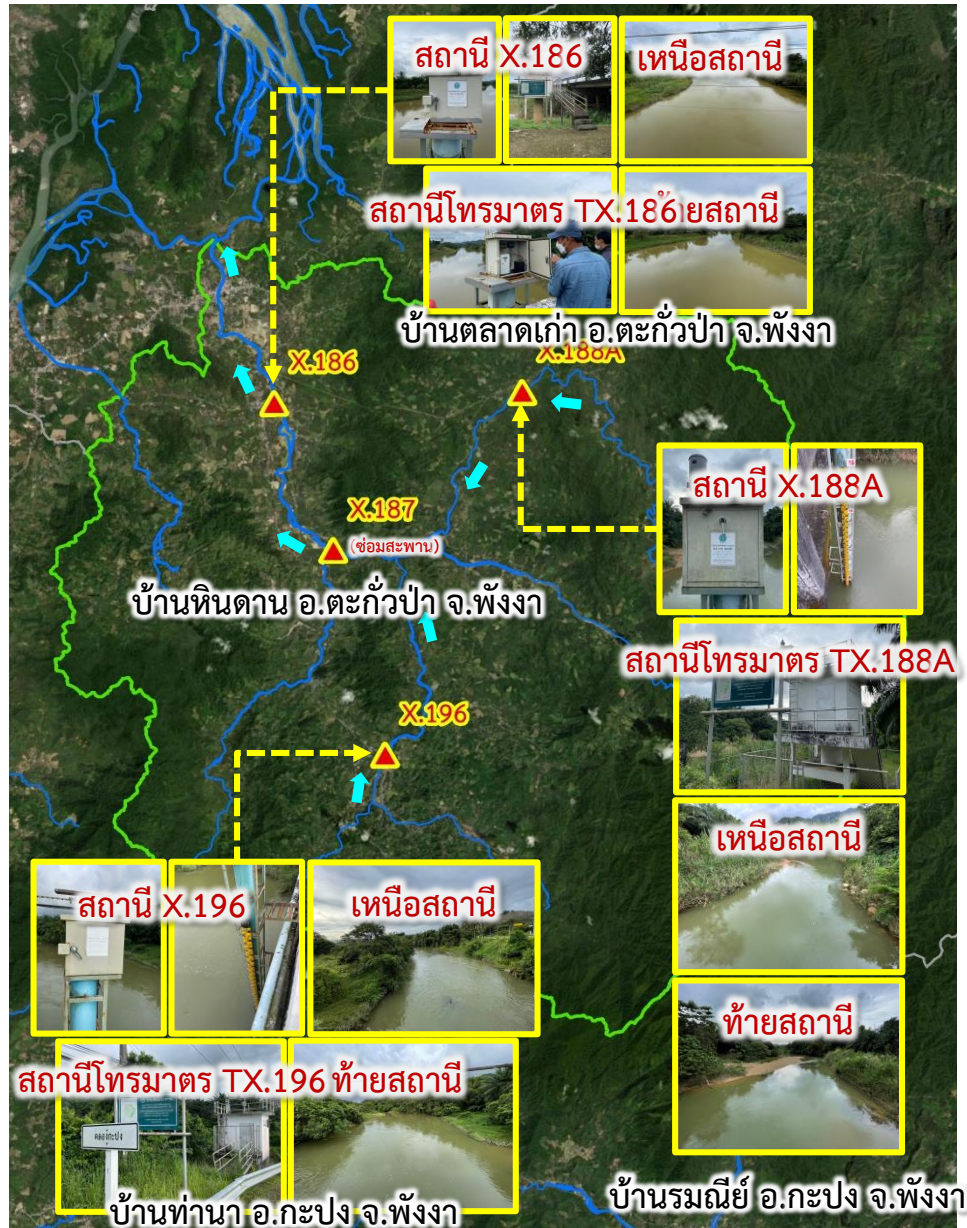 สถานี X.186
เหนือสถานี
สถานีโทรมาตร TX.186
ท้ายสถานี
บ้านตลาดเก่า อ.ตะกั่วป่า จ.พังงา
X.186
X.188A
สถานี X.188A
X.187
(ซ่อมสะพาน)
บ้านหินดาน อ.ตะกั่วป่า จ.พังงา
สถานีโทรมาตร TX.188A
X.196
เหนือสถานี
สถานี X.196
เหนือสถานี
ท้ายสถานี
สถานีโทรมาตร TX.196
ท้ายสถานี
คลองกะปง
บ้านรมณีย์ อ.กะปง จ.พังงา
บ้านท่านา อ.กะปง จ.พังงา